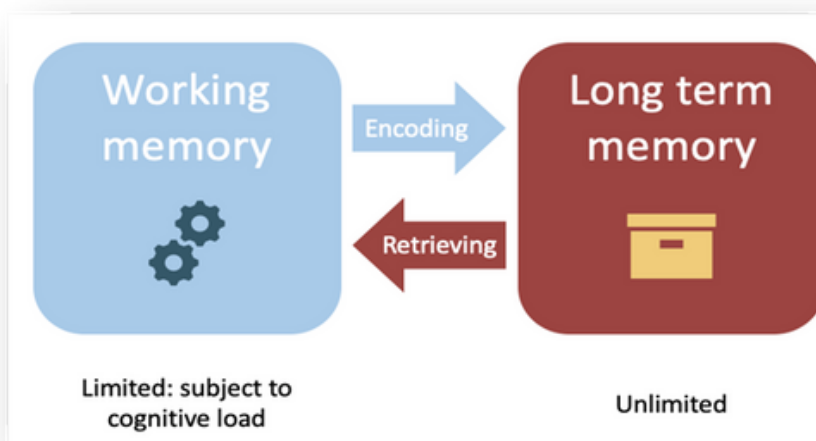 Working
memory
Encoding
Retrieving
Long term
memory
Limited: subject to
cognitive load
Unlimited